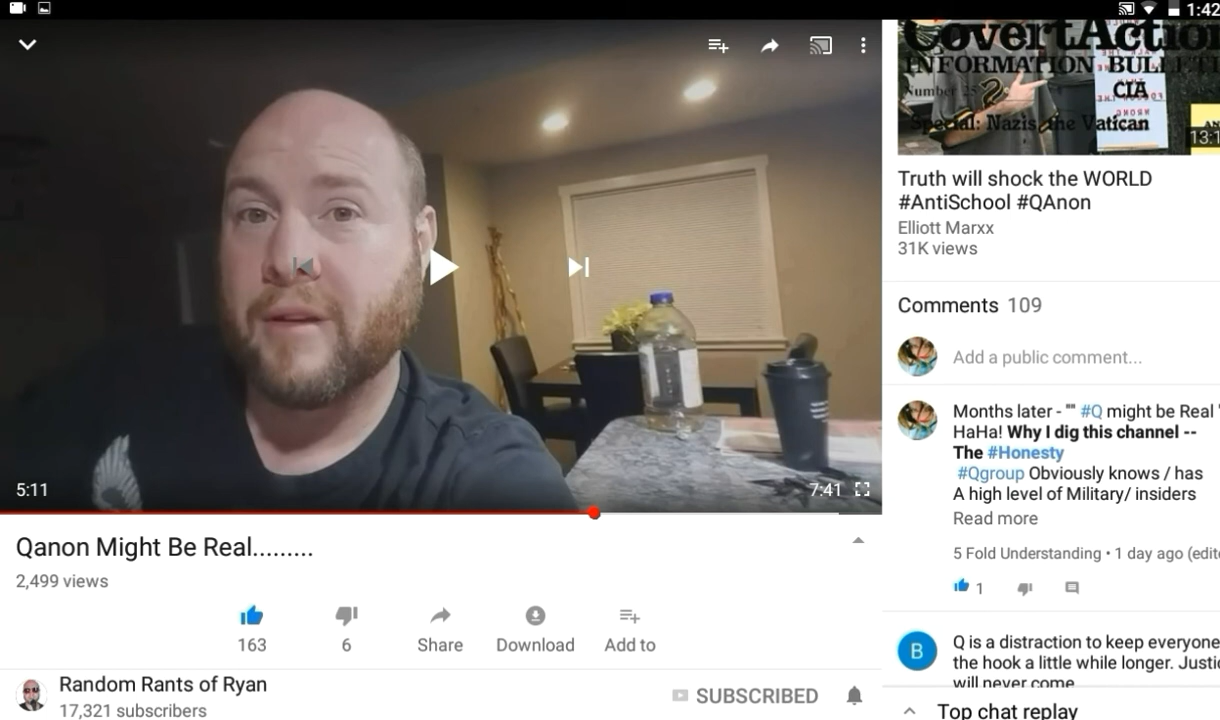 1:42
CovertAction
INFORMATION BULLETI
Number 25
CIA
Special: Nazis, the Vatican
13:1
Truth will shock the WORLD
#AntiSchool #QAnon
Elliott Marxx
31K views
5:11
7:41
Qanon Might Be Real.........
2,499 views
163
6
Share
Download
Add to
Random Rants of Ryan
17,321 subscribers
SUBSCRIBED
Comments 109
Add a public comment...
Months later - "" #Q might be Real "
HaHa! Why I dig this channel --
The #Honesty
#Qgroup Obviously knows / has
A high level of Military/ insiders
Read more
5 Fold Understanding • 1 day ago (edite
1
B
Q is a distraction to keep everyone
the hook a little while longer. Justic
will never come
Top chat replay